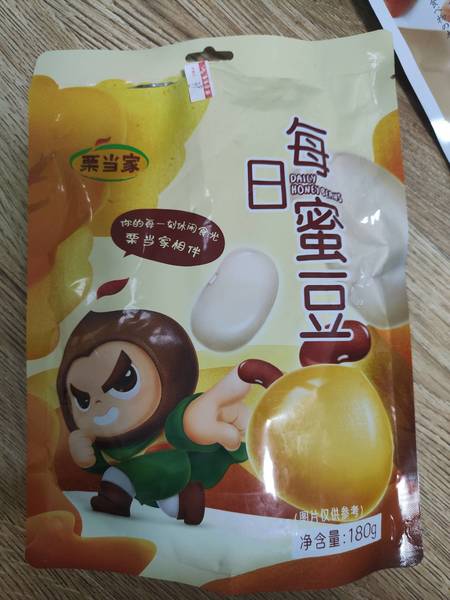 栗当家
每日蜜豆
DAILY
HONEY BEANS
你的每一刻休闲食光
栗当家相伴
(图片仅供参考)
净含量:180g